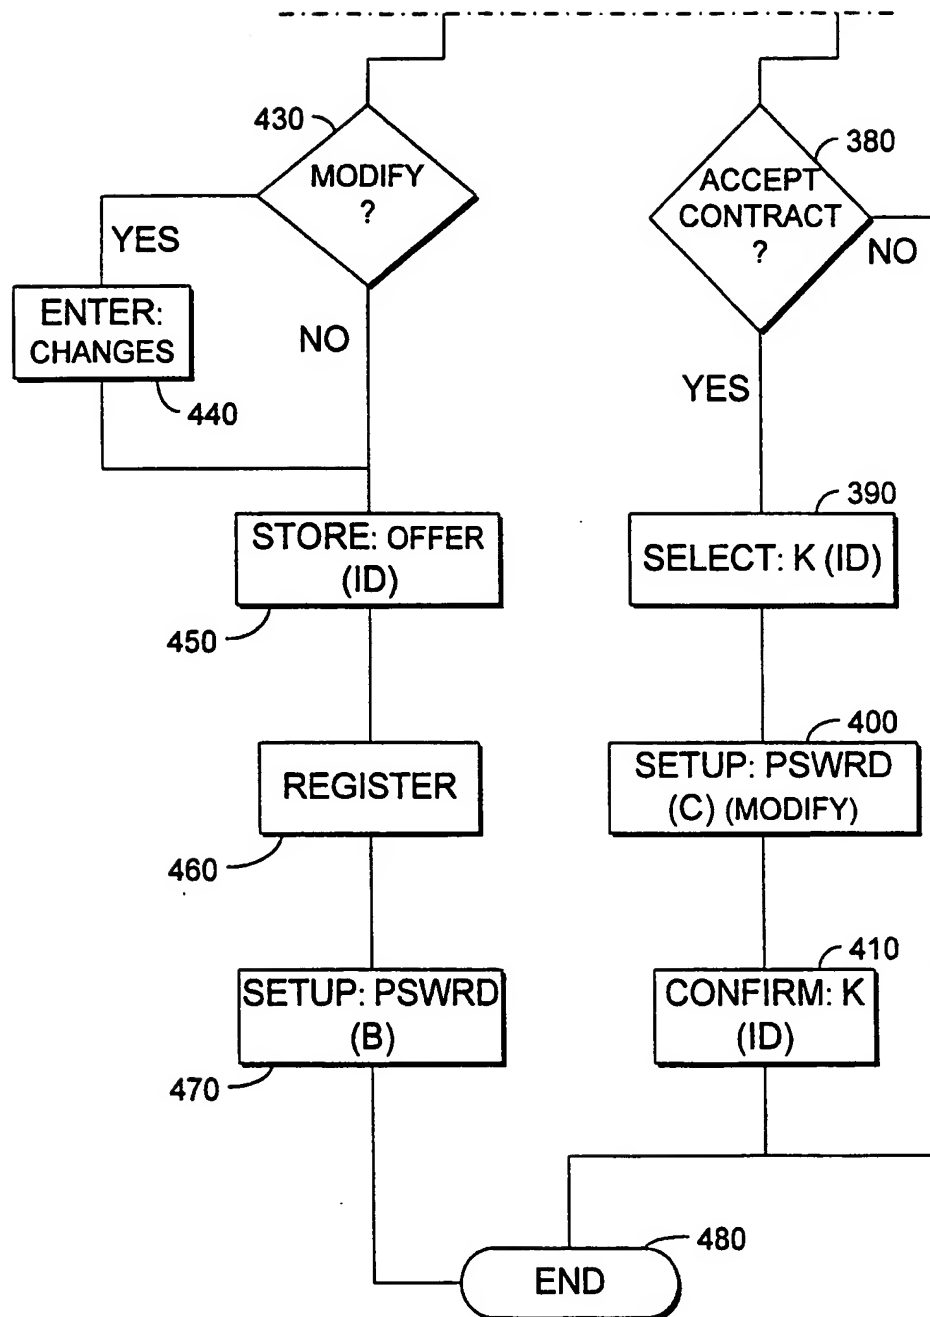 430
MODIFY
?
YES
ENTER:
CHANGES
440
NO
STORE: OFFER
(ID)
450
REGISTER
460
SETUP: PSWRD
(B)
470
380
ACCEPT
CONTRACT
?
NO
YES
390
SELECT: K (ID)
400
SETUP: PSWRD
(C) (MODIFY)
410
CONFIRM: K
(ID)
480
END